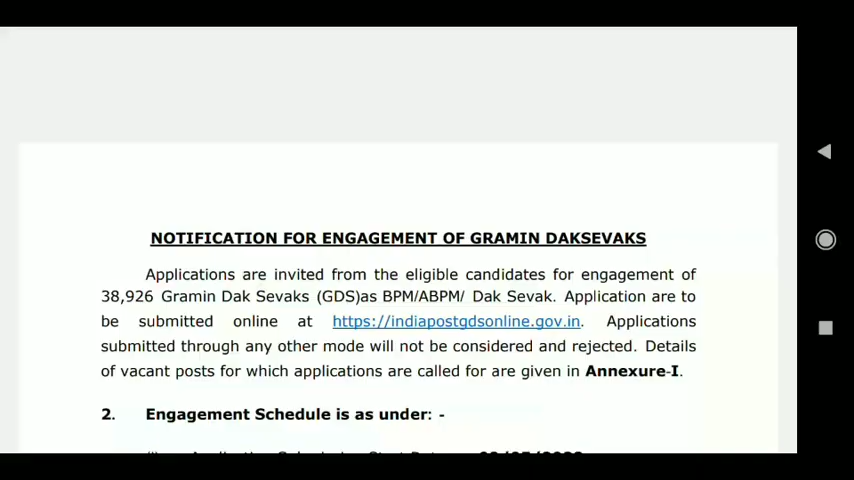 NOTIFICATION FOR ENGAGEMENT OF GRAMIN DAKSEVAKS
Applications are invited from the eligible candidates for engagement of
38,926 Gramin Dak Sevaks (GDS)as BPM/ABPM/ Dak Sevak. Application are to
be submitted online at https://indiapostgdsonline.gov.in. Applications
submitted through any other mode will not be considered and rejected. Details
of vacant posts for which applications are called for are given in Annexure-I.
2. Engagement Schedule is as under: -